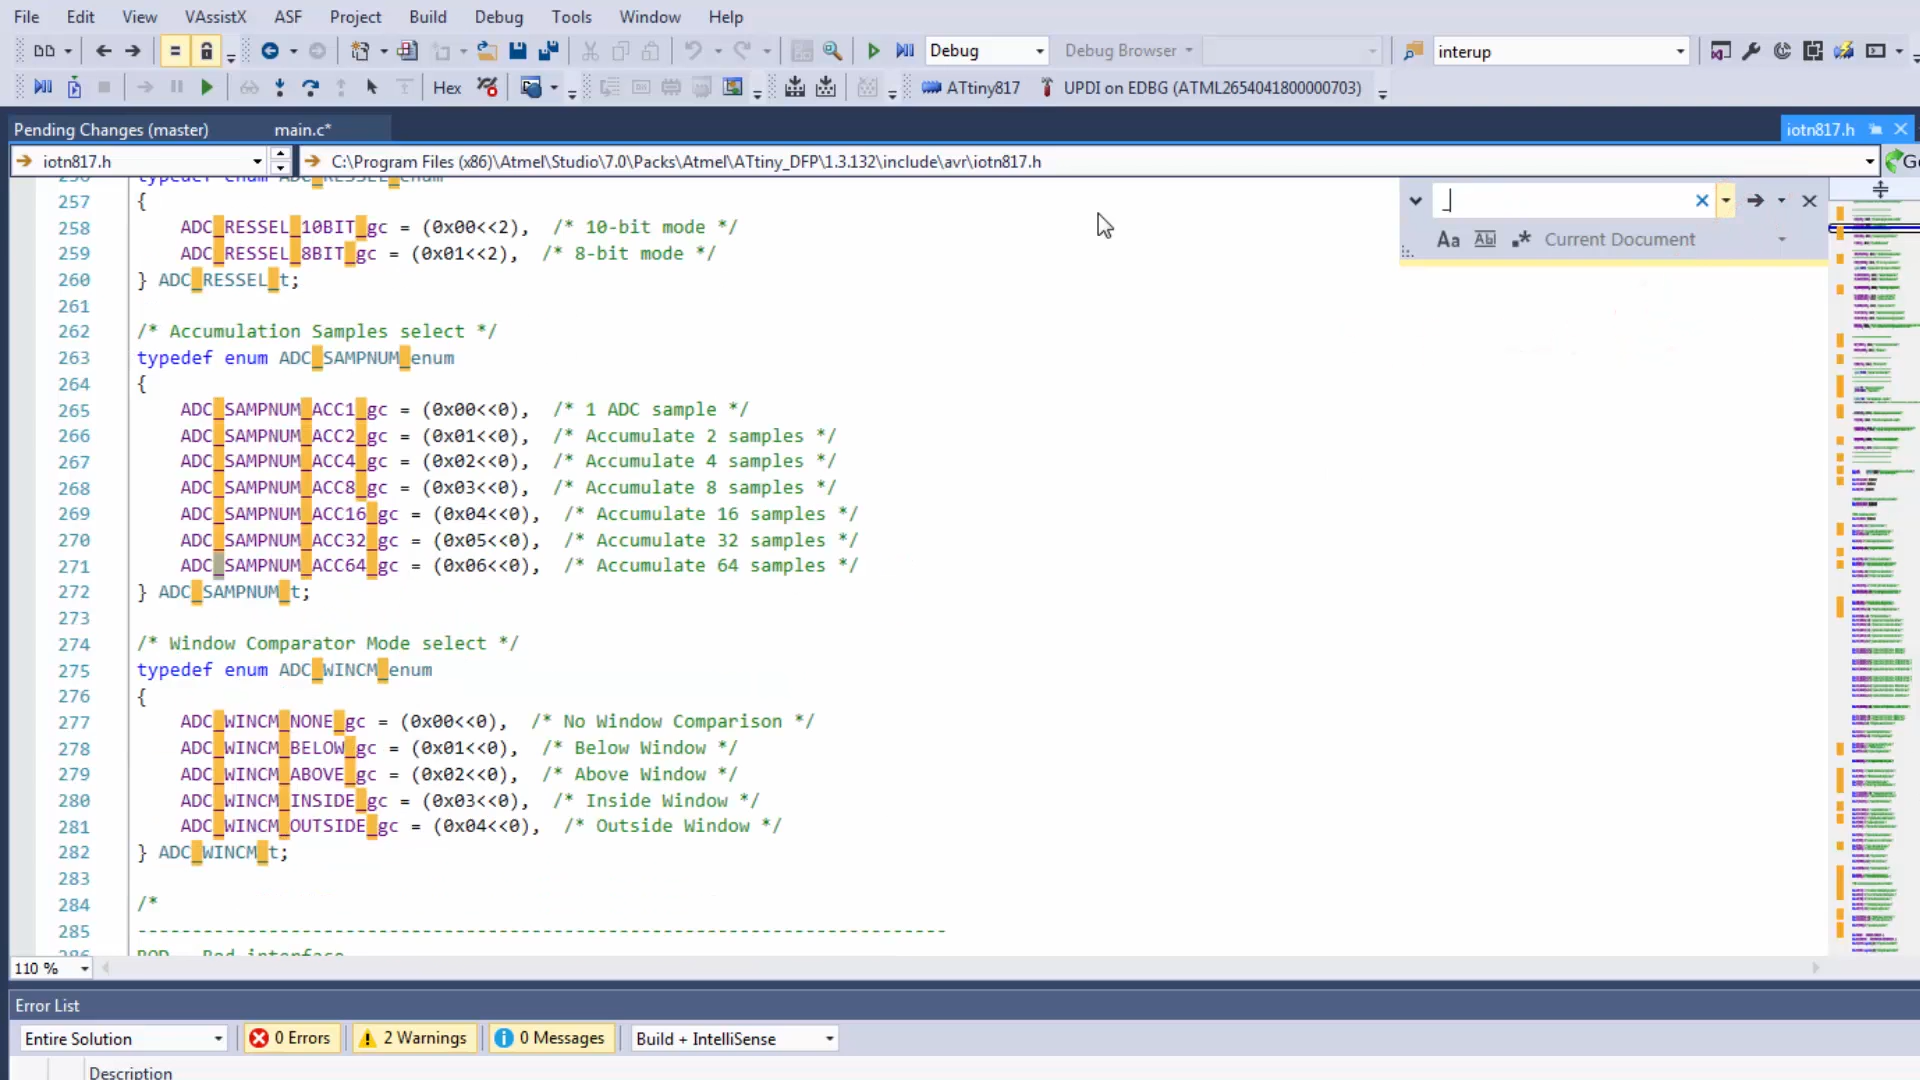 File Edit View VAssistX ASF Project Build Debug Tools Window Help
Debug Debug Browser interup
Hex ATtiny817 UPDI on EDBG (ATML2654041800000703)
Pending Changes (master) main.c* iotn817.h
iotn817.h C:\Program Files (x86)\Atmel\Studio\7.0\Packs\Atmel\ATtiny_DFP\1.3.132\include\avr\iotn817.h Go
_
Aa Abl .* Current Document
256 typedef enum ADC_RESSEL_enum
257 {
258 ADC_RESSEL_10BIT_gc = (0x00<<2), /* 10-bit mode */
259 ADC_RESSEL_8BIT_gc = (0x01<<2), /* 8-bit mode */
260 } ADC_RESSEL_t;
261
262 /* Accumulation Samples select */
263 typedef enum ADC_SAMPNUM_enum
264 {
265 ADC_SAMPNUM_ACC1_gc = (0x00<<0), /* 1 ADC sample */
266 ADC_SAMPNUM_ACC2_gc = (0x01<<0), /* Accumulate 2 samples */
267 ADC_SAMPNUM_ACC4_gc = (0x02<<0), /* Accumulate 4 samples */
268 ADC_SAMPNUM_ACC8_gc = (0x03<<0), /* Accumulate 8 samples */
269 ADC_SAMPNUM_ACC16_gc = (0x04<<0), /* Accumulate 16 samples */
270 ADC_SAMPNUM_ACC32_gc = (0x05<<0), /* Accumulate 32 samples */
271 ADC_SAMPNUM_ACC64_gc = (0x06<<0), /* Accumulate 64 samples */
272 } ADC_SAMPNUM_t;
273
274 /* Window Comparator Mode select */
275 typedef enum ADC_WINCM_enum
276 {
277 ADC_WINCM_NONE_gc = (0x00<<0), /* No Window Comparison */
278 ADC_WINCM_BELOW_gc = (0x01<<0), /* Below Window */
279 ADC_WINCM_ABOVE_gc = (0x02<<0), /* Above Window */
280 ADC_WINCM_INSIDE_gc = (0x03<<0), /* Inside Window */
281 ADC_WINCM_OUTSIDE_gc = (0x04<<0), /* Outside Window */
282 } ADC_WINCM_t;
283
284 /*
285 --------------------------------------------------------------------------
286 BOD - Bod interface
110 %
Error List
Entire Solution 0 Errors 2 Warnings 0 Messages Build + IntelliSense
Description